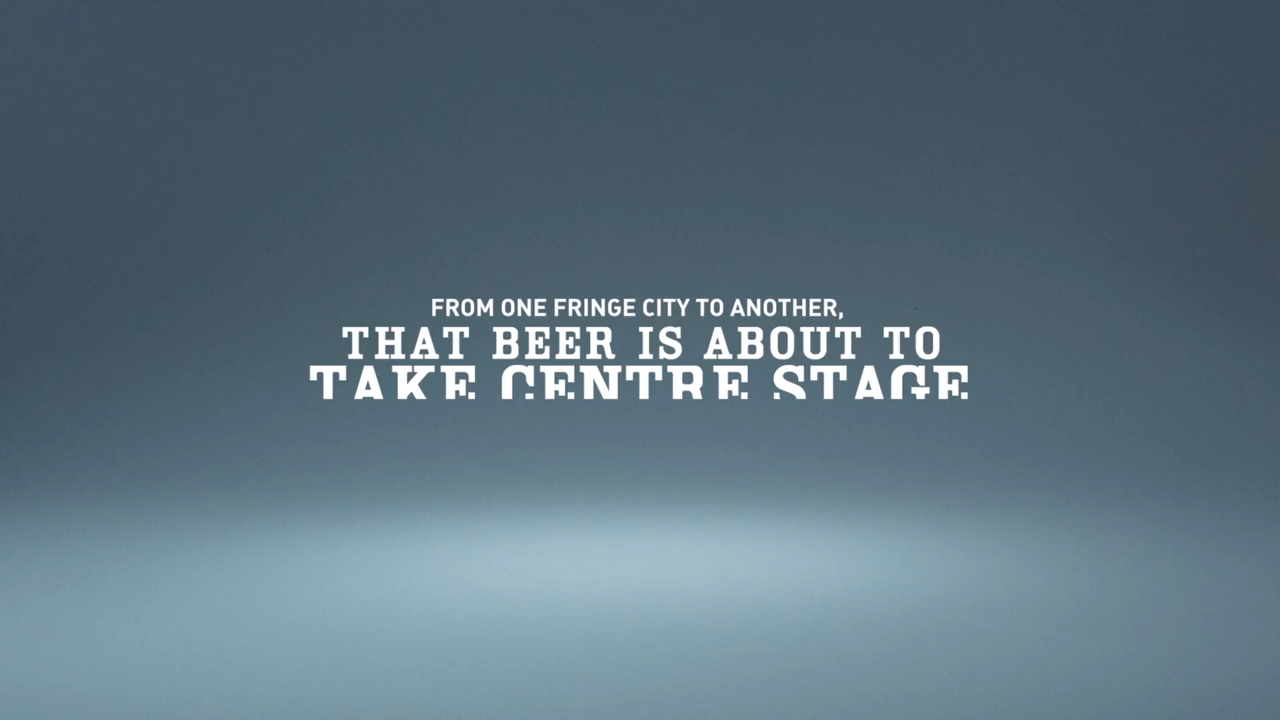 FROM ONE FRINGE CITY TO ANOTHER,
THAT BEER IS ABOUT TO
TAKE CENTRE STAGE